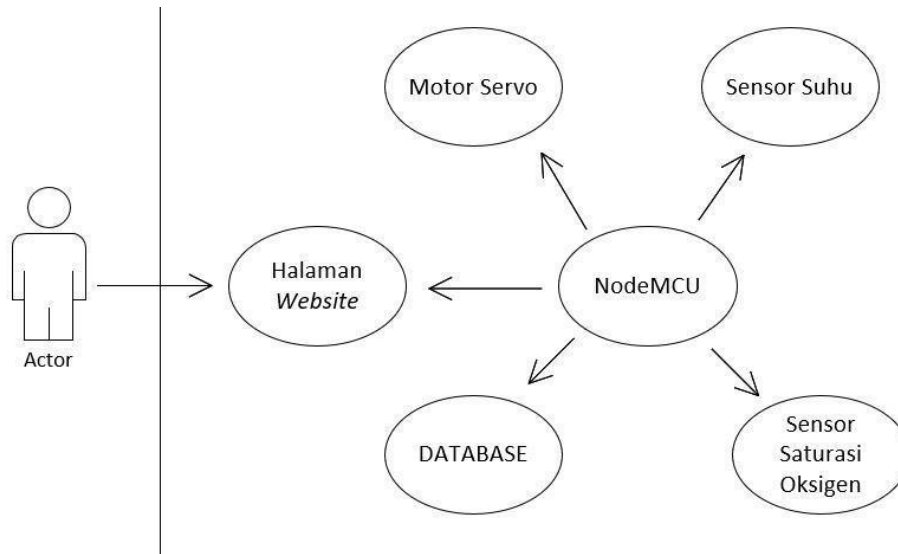 Motor Servo
Sensor Suhu
Halaman
Website
NodeMCU
Actor
DATABASE
Sensor
Saturasi
Oksigen